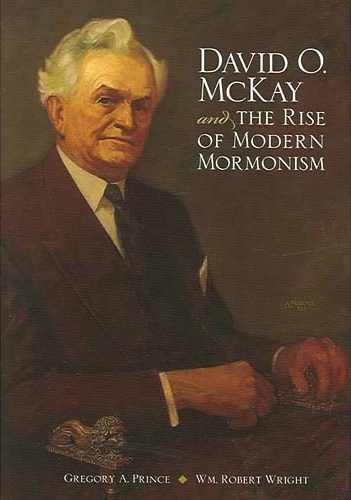 DAVID O.
MCKAY
and THE RISE
OF MODERN
MORMONISM
GREGORY A. PRINCE ◆ WM. ROBERT WRIGHT